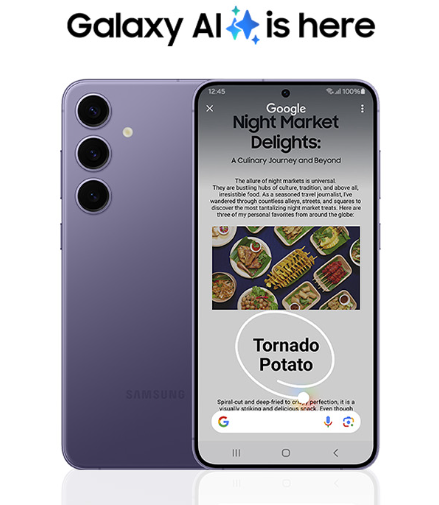 Galaxy AI is here
12:45
100%
Google
Night Market
Delights:
A Culinary Journey and Beyond
The allure of night markets is universal.
They are bustling hubs of culture, tradition, and above all,
irresistible food. As a seasoned travel journalist, I've
wandered through countless alleys, streets, and squares to
discover the most tantalizing night market treats. Here are
three of my personal favorites from around the globe:
Tornado
Potato
Spiral-cut and deep-fried to crispy perfection, it is a
visually striking and delicious snack. Even though
SAMSUNG